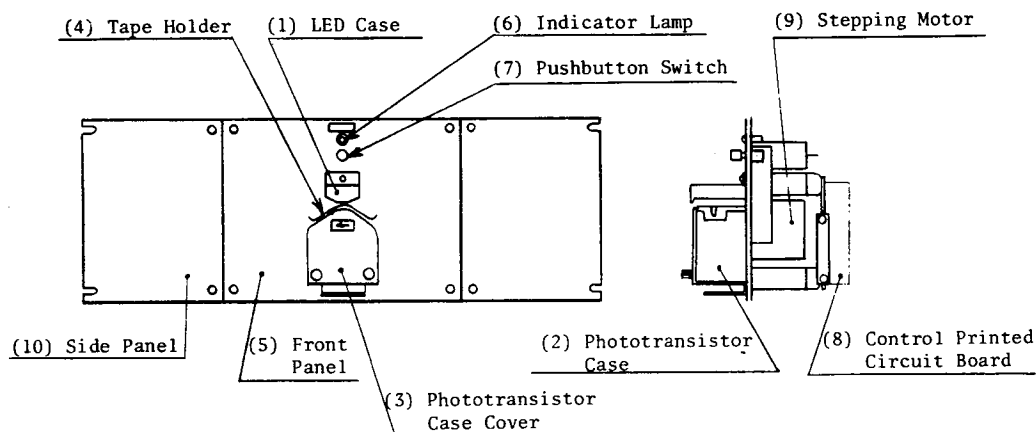 (4) Tape Holder
(1) LED Case
(6) Indicator Lamp
(7) Pushbutton Switch
(9) Stepping Motor
(10) Side Panel
(5) Front
Panel
(3) Phototransistor
Case Cover
(2) Phototransistor
Case
(8) Control Printed
Circuit Board